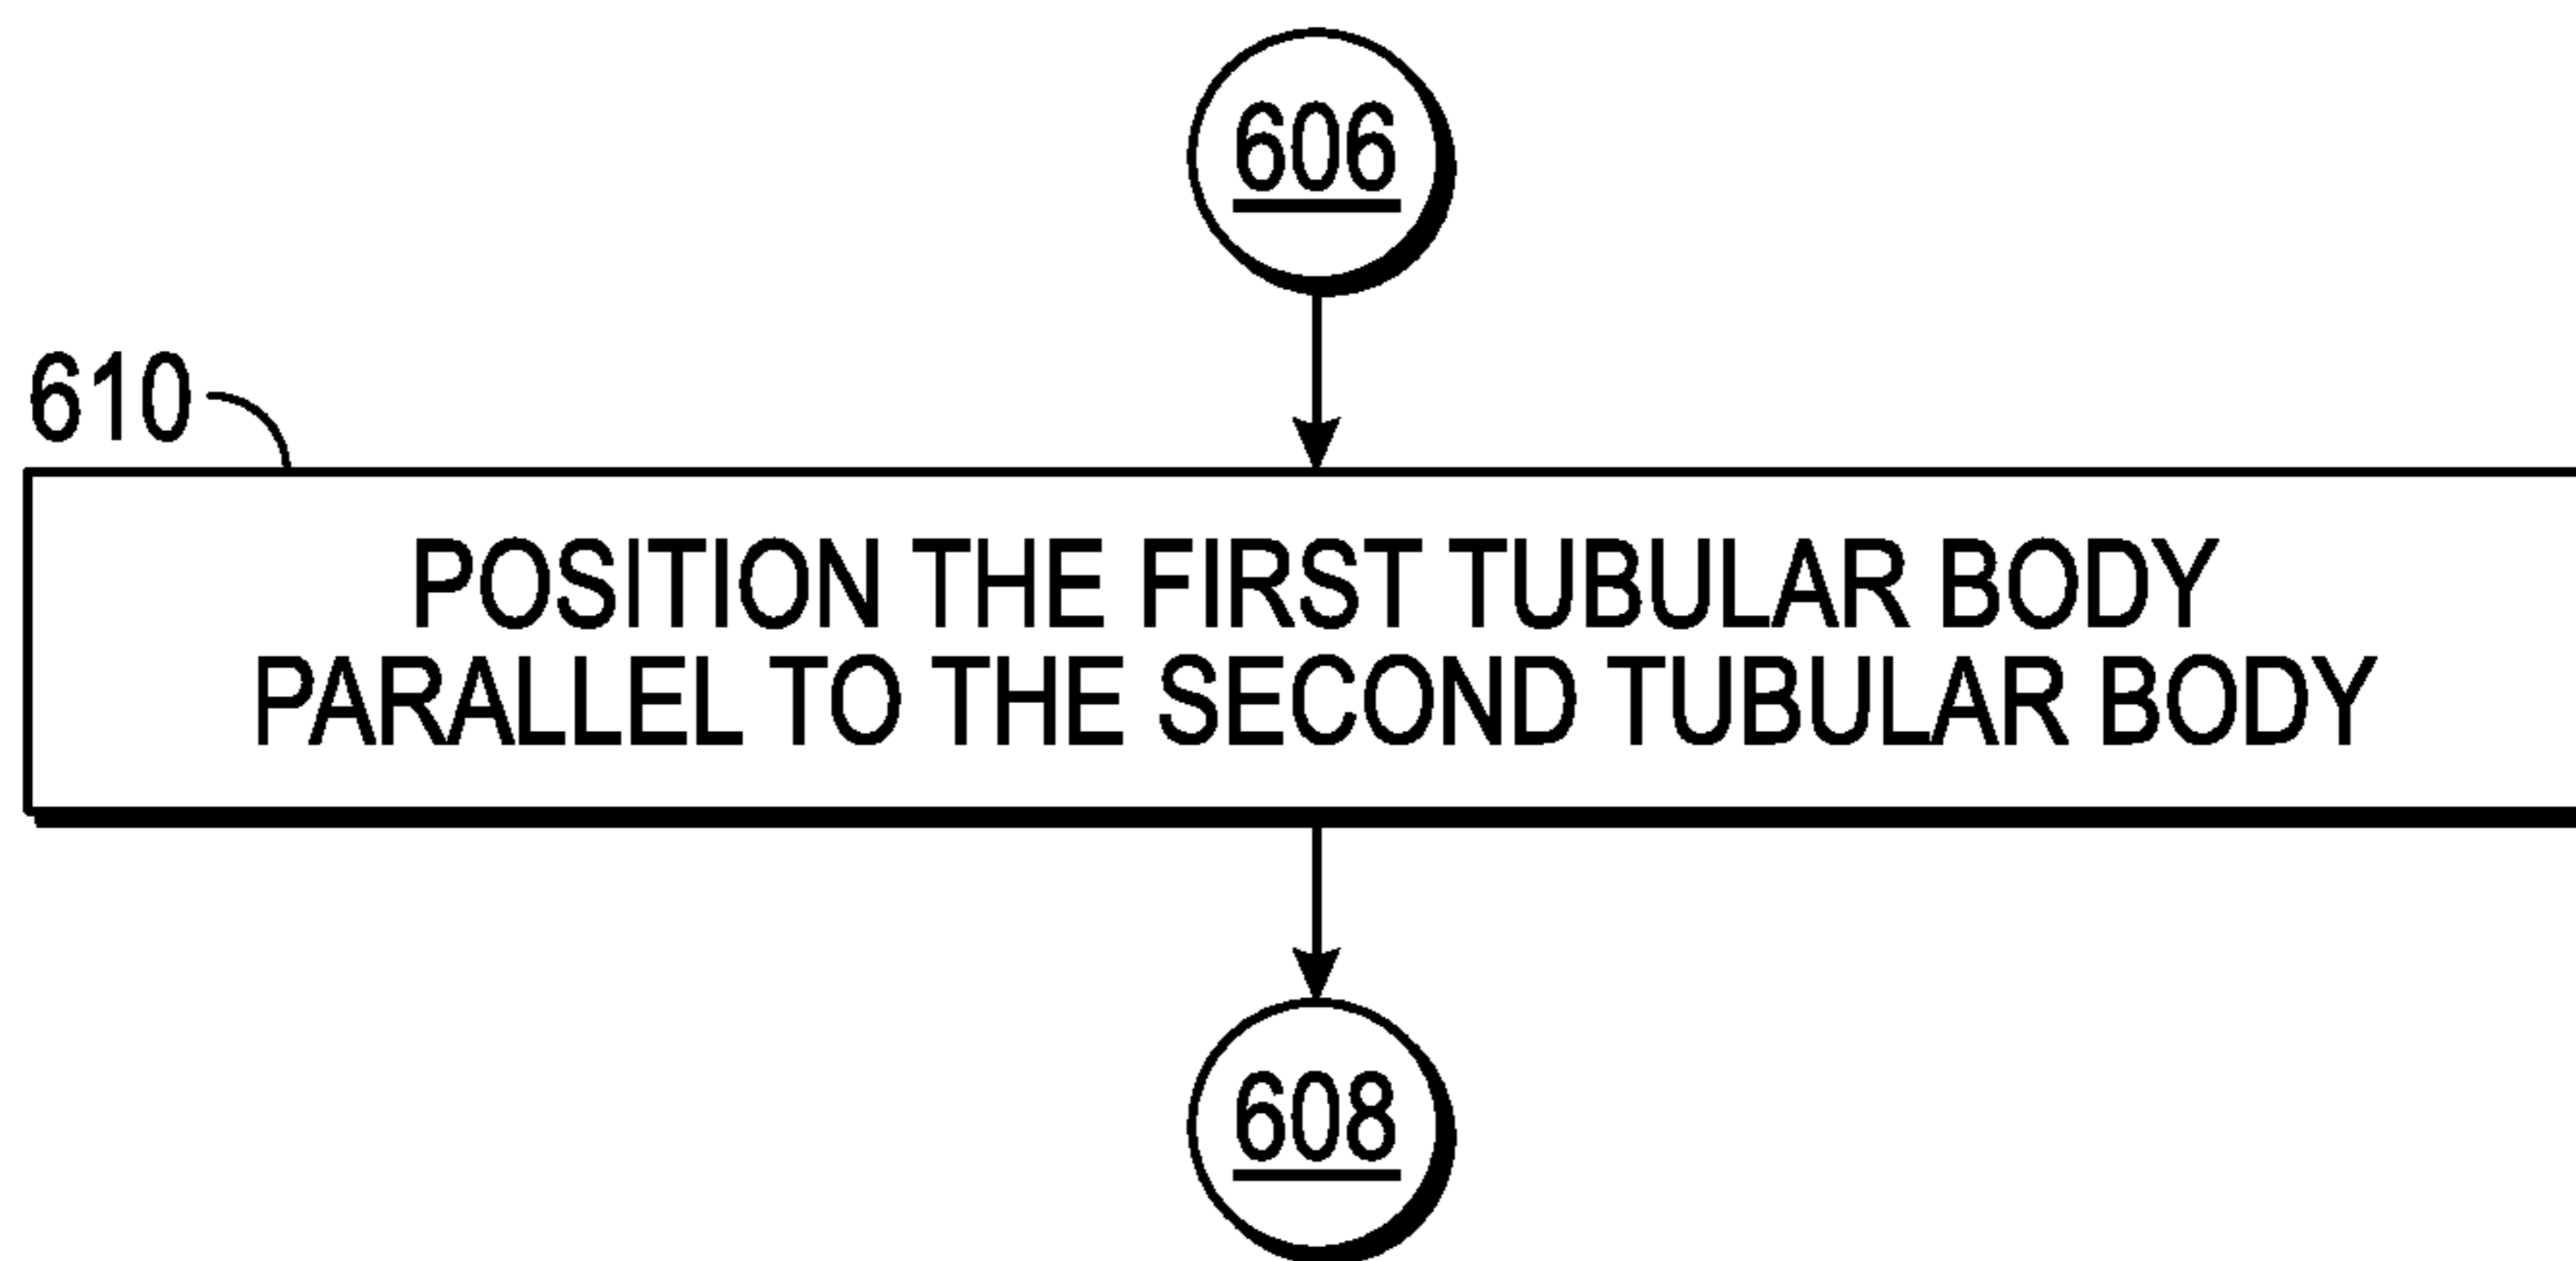 606
610
POSITION THE FIRST TUBULAR BODY
PARALLEL TO THE SECOND TUBULAR BODY
608